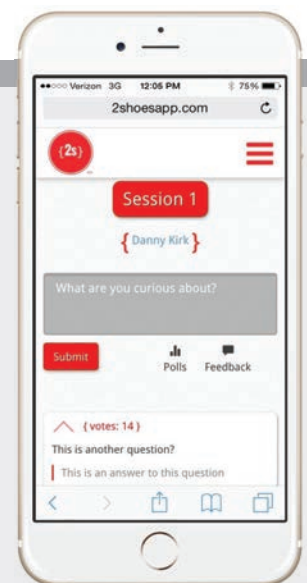 Verizon 3G 12:05 PM 75%
2shoesapp.com
{2s}
Session 1
{ Danny Kirk }
What are you curious about?
Submit
Polls Feedback
{ votes: 14 }
This is another question?
This is an answer to this question